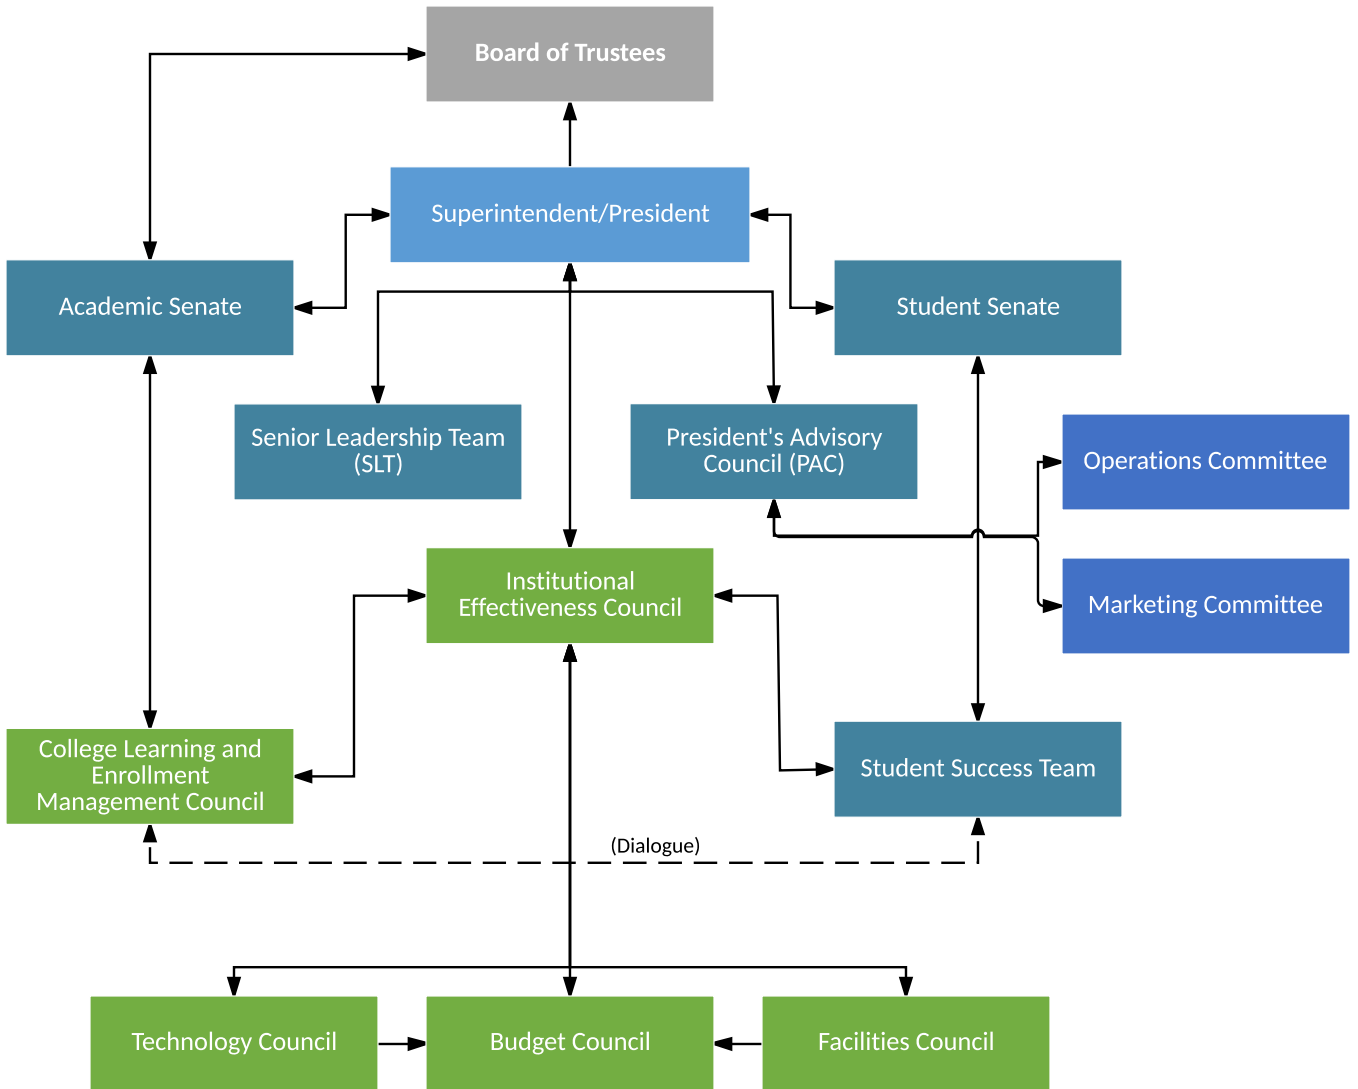 Board of Trustees
Superintendent/President
Academic Senate
Student Senate
Senior Leadership Team
(SLT)
President's Advisory
Council (PAC)
Operations Committee
Institutional
Effectiveness Council
Marketing Committee
College Learning and
Enrollment
Management Council
Student Success Team
(Dialogue)
Technology Council
Budget Council
Facilities Council